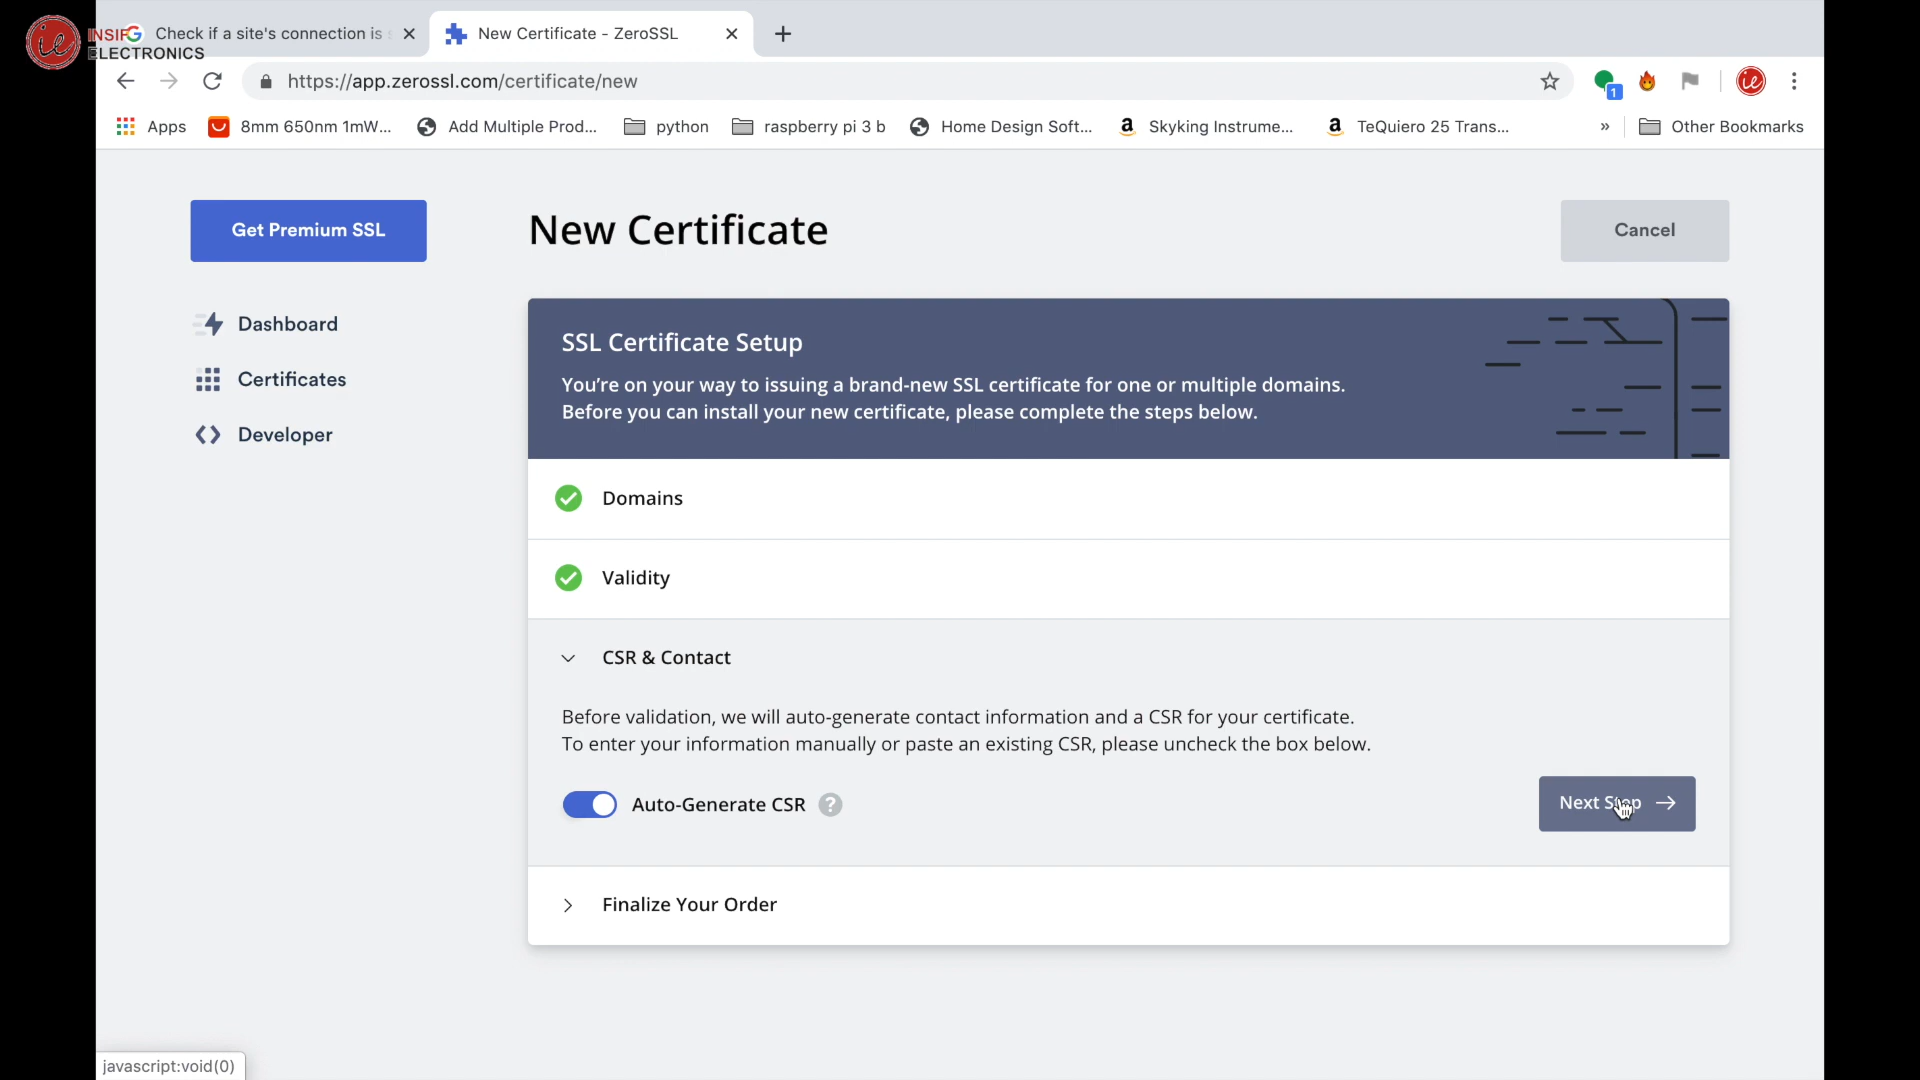 INSIF
ELECTRONICS
Check if a site's connection is
New Certificate - ZeroSSL
https://app.zerossl.com/certificate/new
1
Apps
8mm 650nm 1mW...
Add Multiple Prod...
python
raspberry pi 3 b
Home Design Soft...
Skyking Instrume...
TeQuiero 25 Trans...
»
Other Bookmarks
Get Premium SSL
New Certificate
Cancel
Dashboard
Certificates
Developer
SSL Certificate Setup
You're on your way to issuing a brand-new SSL certificate for one or multiple domains.
Before you can install your new certificate, please complete the steps below.
Domains
Validity
CSR & Contact
Before validation, we will auto-generate contact information and a CSR for your certificate.
To enter your information manually or paste an existing CSR, please uncheck the box below.
Auto-Generate CSR ?
Next Step
Finalize Your Order
javascript:void(0)